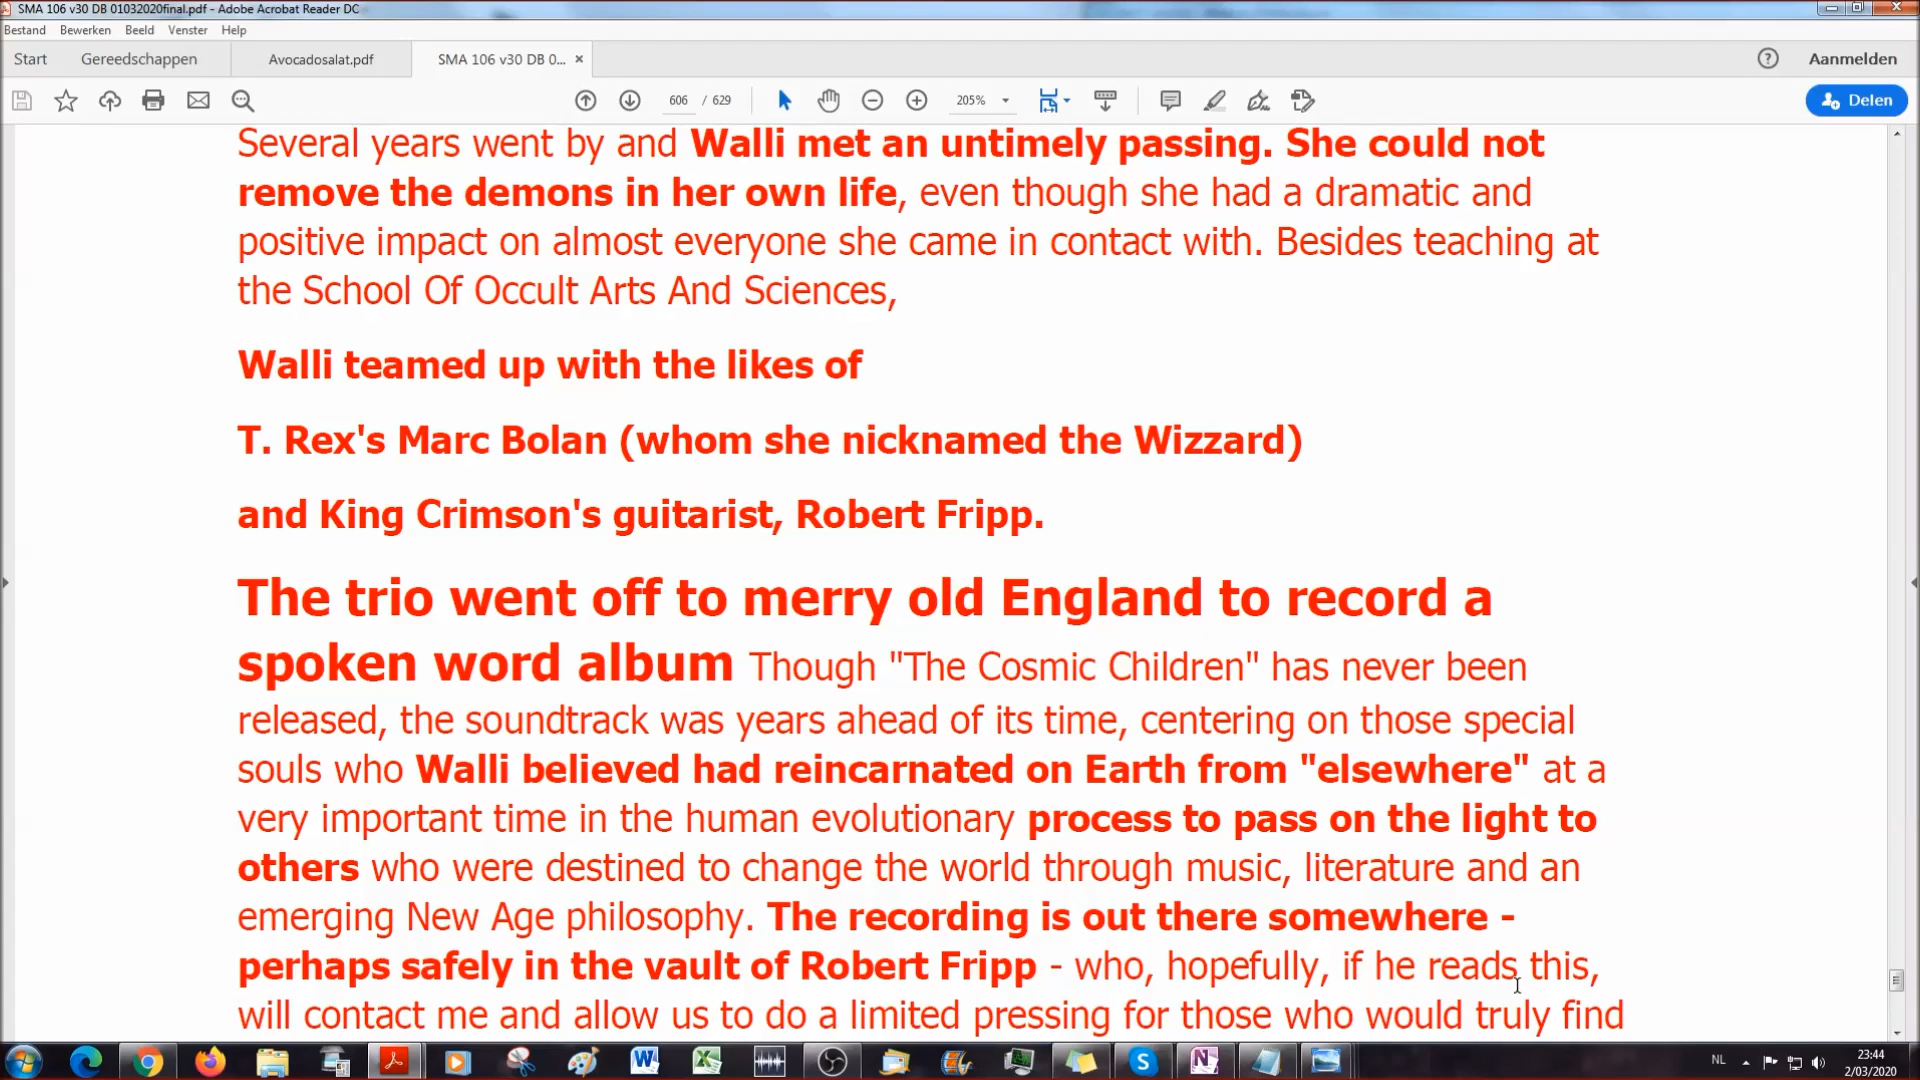 SMA 106 v30 DB 01032020final.pdf - Adobe Acrobat Reader DC
Bestand Bewerken Beeld Venster Help
Start Gereedschappen Avocadosalat.pdf SMA 106 v30 DB 0... × Aanmelden
606 / 629 205% Delen
Several years went by and Walli met an untimely passing. She could not
remove the demons in her own life, even though she had a dramatic and
positive impact on almost everyone she came in contact with. Besides teaching at
the School Of Occult Arts And Sciences,
Walli teamed up with the likes of
T. Rex's Marc Bolan (whom she nicknamed the Wizzard)
and King Crimson's guitarist, Robert Fripp.
The trio went off to merry old England to record a
spoken word album Though "The Cosmic Children" has never been
released, the soundtrack was years ahead of its time, centering on those special
souls who Walli believed had reincarnated on Earth from "elsewhere" at a
very important time in the human evolutionary process to pass on the light to
others who were destined to change the world through music, literature and an
emerging New Age philosophy. The recording is out there somewhere -
perhaps safely in the vault of Robert Fripp - who, hopefully, if he reads this,
will contact me and allow us to do a limited pressing for those who would truly find
NL 23:44
2/03/2020